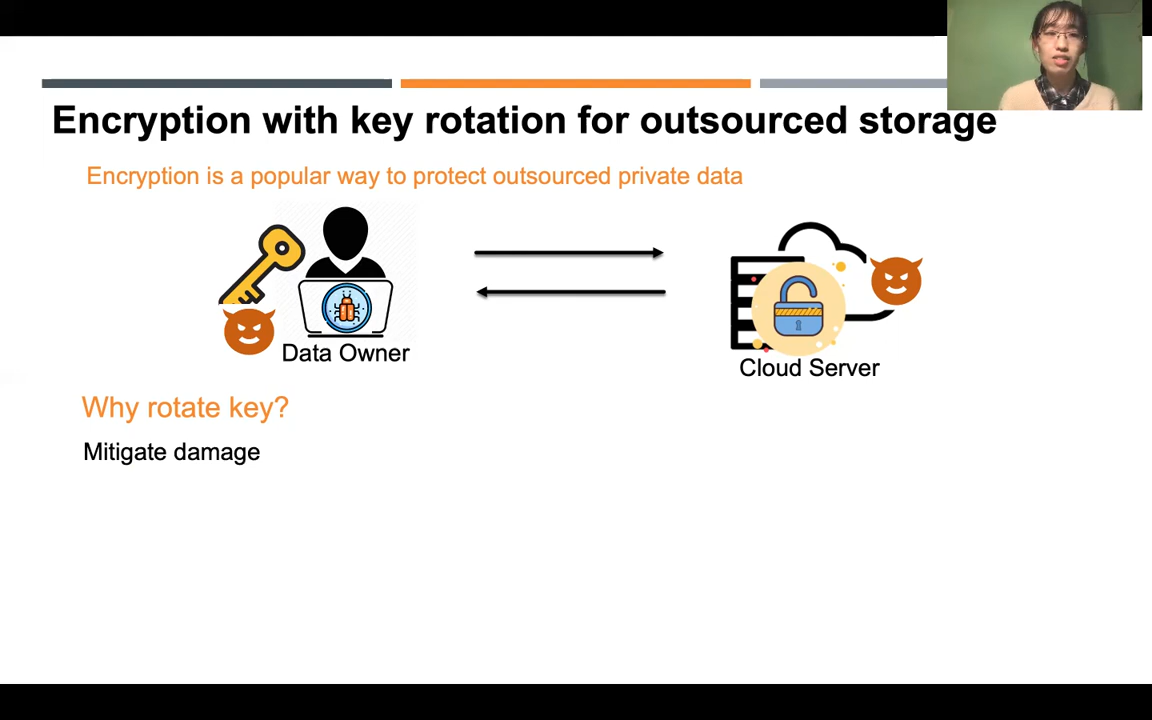 Encryption with key rotation for outsourced storage
Encryption is a popular way to protect outsourced private data
Data Owner
Cloud Server
Why rotate key?
Mitigate damage